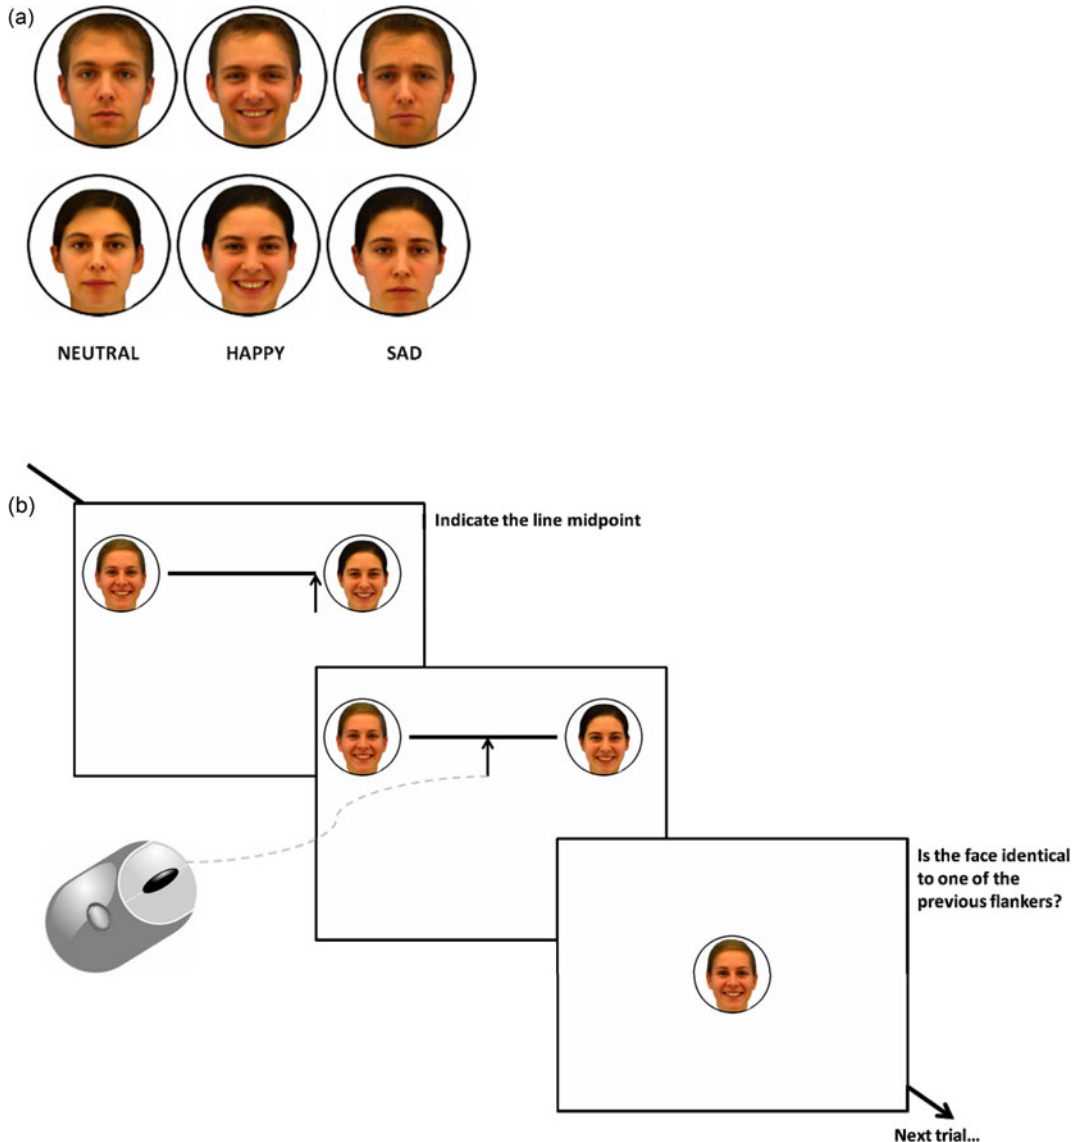 (a)
NEUTRAL HAPPY SAD
(b)
Indicate the line midpoint
Is the face identical
to one of the
previous flankers?
Next trial...